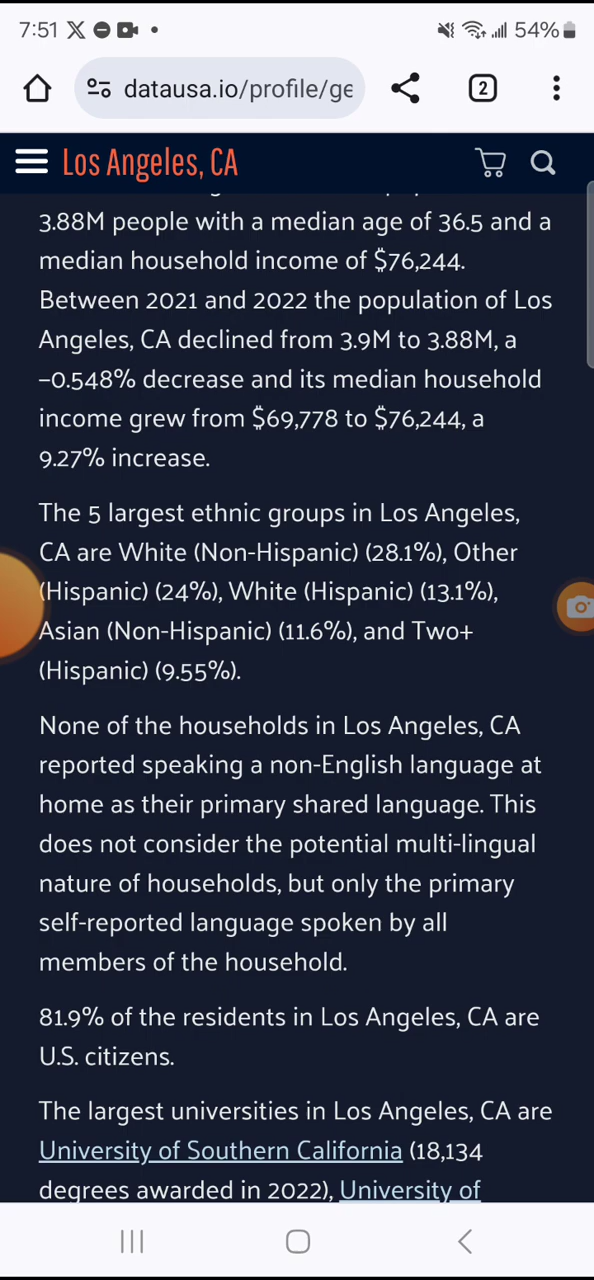 7:51 54%
datausa.io/profile/ge 2
Los Angeles, CA
3.88M people with a median age of 36.5 and a
median household income of $76,244.
Between 2021 and 2022 the population of Los
Angeles, CA declined from 3.9M to 3.88M, a
−0.548% decrease and its median household
income grew from $69,778 to $76,244, a
9.27% increase.
The 5 largest ethnic groups in Los Angeles,
CA are White (Non-Hispanic) (28.1%), Other
(Hispanic) (24%), White (Hispanic) (13.1%),
Asian (Non-Hispanic) (11.6%), and Two+
(Hispanic) (9.55%).
None of the households in Los Angeles, CA
reported speaking a non-English language at
home as their primary shared language. This
does not consider the potential multi-lingual
nature of households, but only the primary
self-reported language spoken by all
members of the household.
81.9% of the residents in Los Angeles, CA are
U.S. citizens.
The largest universities in Los Angeles, CA are
University of Southern California (18,134
degrees awarded in 2022), University of